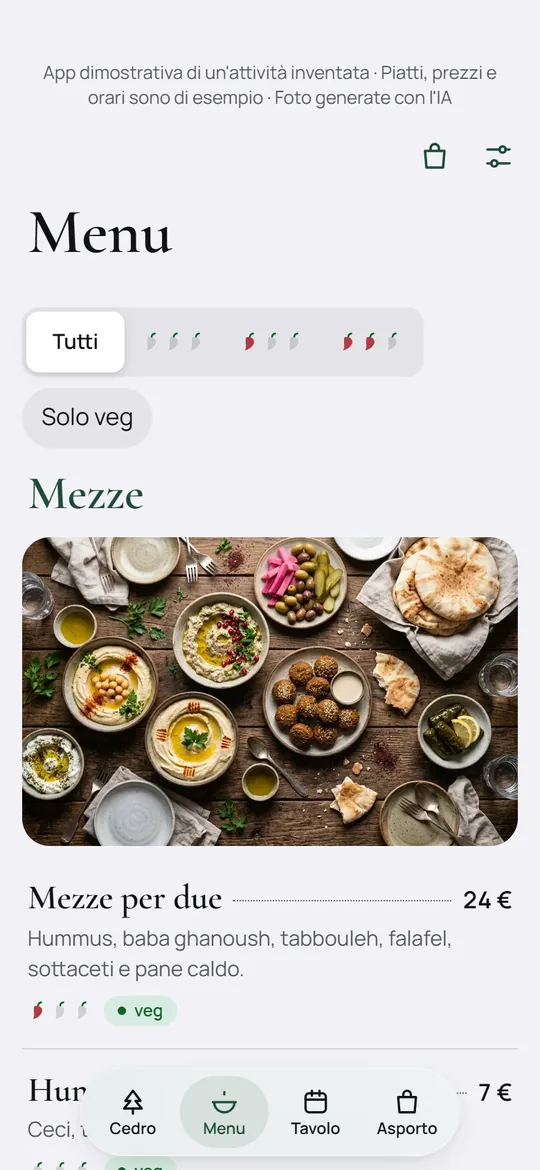 App dimostrativa di un'attività inventata · Piatti, prezzi e
orari sono di esempio · Foto generate con l'IA
Menu
Tutti
Solo veg
Mezze
Mezze per due 24 €
Hummus, baba ghanoush, tabbouleh, falafel,
sottaceti e pane caldo.
veg
7 €
Ceci,
veg
Cedro Menu Tavolo Asporto